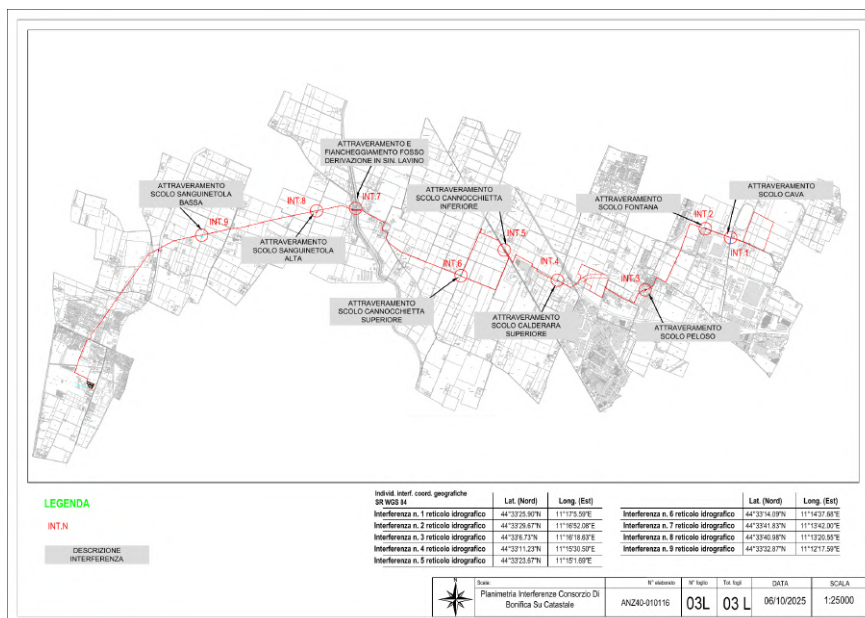 ATTRAVERAMENTO E
FIANCHEGGIAMENTO FOSSO
DERIVAZIONE IN SIN. LAVINO
ATTRAVERAMENTO
SCOLO SANGUINETOLA
BASSA
ATTRAVERAMENTO
SCOLO CANNOCCHIETTA
INFERIORE
ATTRAVERAMENTO
SCOLO FONTANA
ATTRAVERAMENTO
SCOLO CAVA
INT.9
INT.8
INT.7
INT.6
INT.5
INT.4
INT.3
INT.2
INT.1
ATTRAVERAMENTO
SCOLO SANGUINETOLA
ALTA
ATTRAVERAMENTO
SCOLO CANNOCCHIETTA
SUPERIORE
ATTRAVERAMENTO
SCOLO CALDERARA
SUPERIORE
ATTRAVERAMENTO
SCOLO PELOSO
LEGENDA
INT.N
DESCRIZIONE
INTERFERENZA
Individ. interf. coord. geografiche
SR WGS 84 Lat. (Nord) Long. (Est)
Interferenza n. 1 reticolo idrografico 44°33'25.90"N 11°17'5.59"E
Interferenza n. 2 reticolo idrografico 44°33'29.67"N 11°16'52.08"E
Interferenza n. 3 reticolo idrografico 44°33'6.73"N 11°16'18.63"E
Interferenza n. 4 reticolo idrografico 44°33'11.23"N 11°15'30.50"E
Interferenza n. 5 reticolo idrografico 44°33'23.67"N 11°15'1.69"E
Lat. (Nord) Long. (Est)
Interferenza n. 6 reticolo idrografico 44°33'14.09"N 11°14'37.68"E
Interferenza n. 7 reticolo idrografico 44°33'41.83"N 11°13'42.00"E
Interferenza n. 8 reticolo idrografico 44°33'40.98"N 11°13'20.55"E
Interferenza n. 9 reticolo idrografico 44°33'32.87"N 11°12'17.59"E
N
Scale: N° elaborato N° foglio Tot. fogli DATA SCALA
Planimetria Interferenze Consorzio Di
Bonifica Su Catastale
ANZ40-010116 03L 03 L 06/10/2025 1:25000